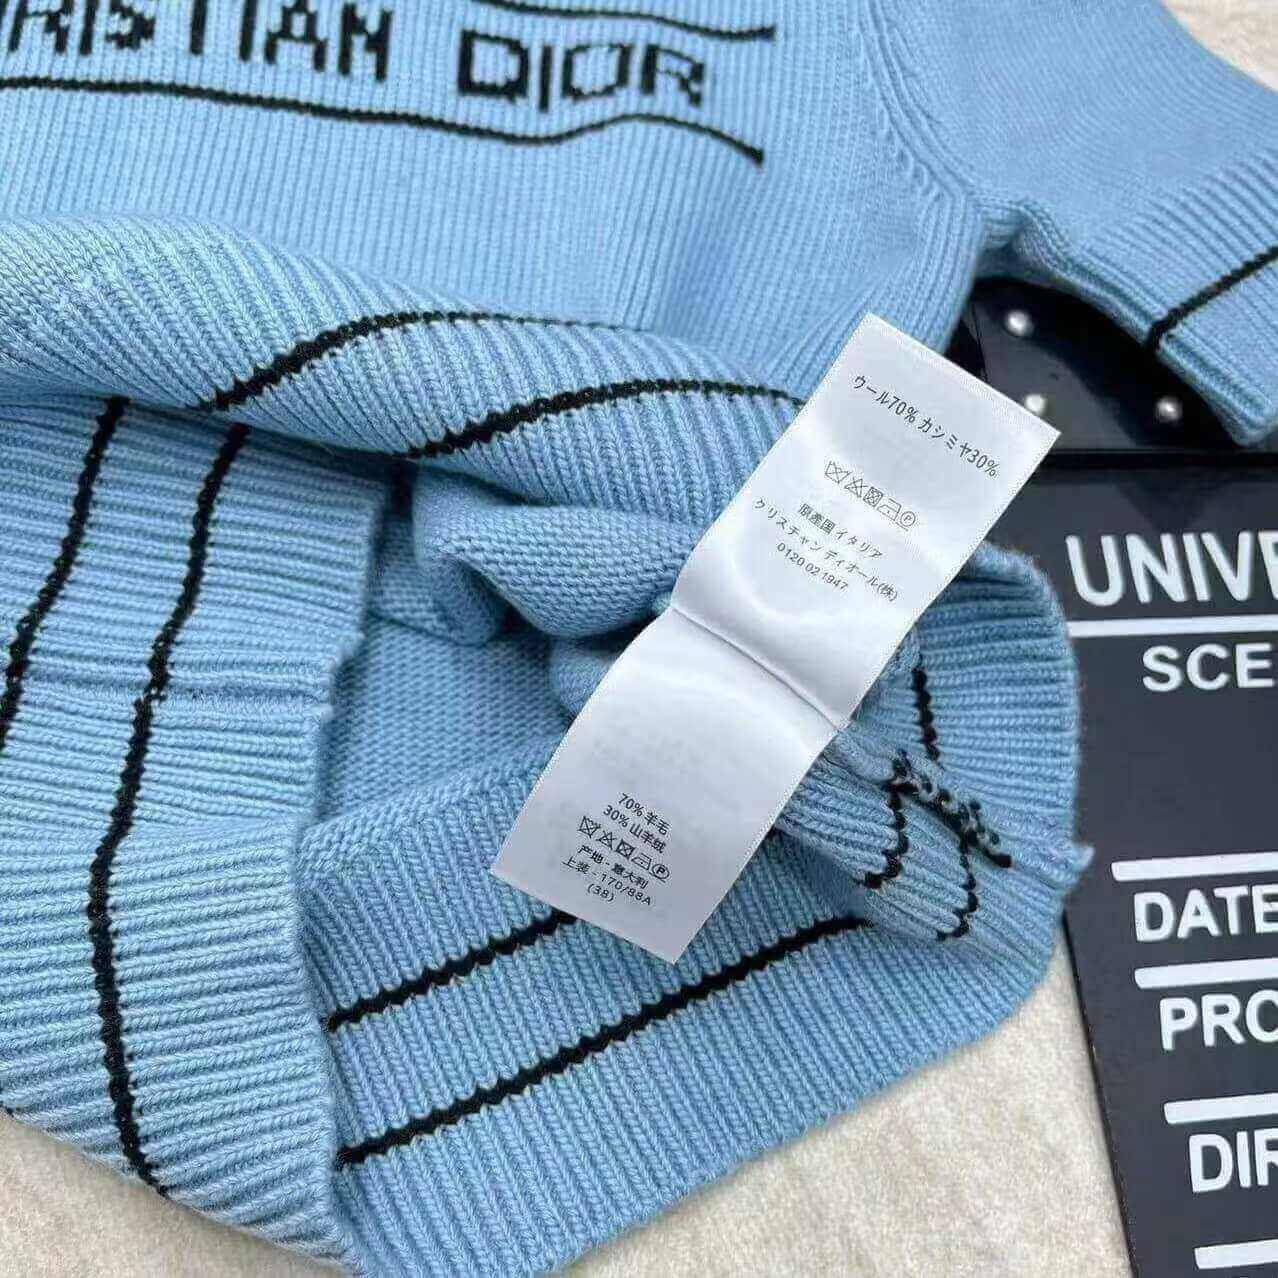 RISTIAN DIOR
ウール70% カシミヤ30%
原産国イタリア
クリスチャン ディオール(株)
0120 02 1947
70% 羊毛
30% 山羊绒
产地 - 意大利
上装 - 170/88A
(38)
UNIVE
SCE
DATE
PRO
DIR